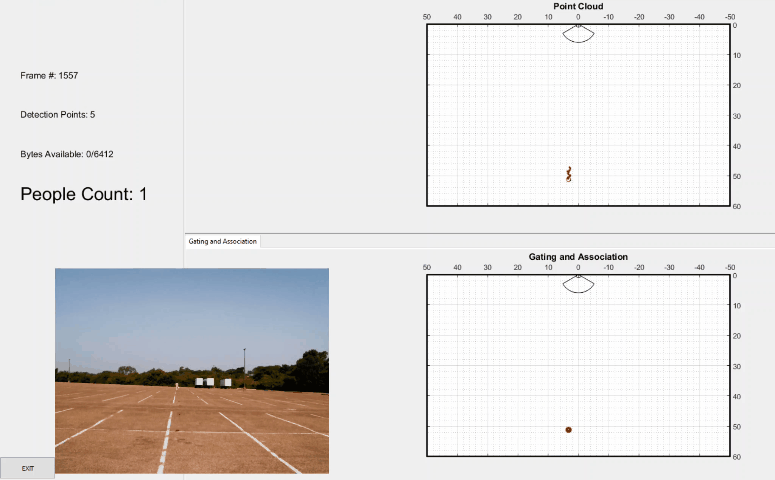 Frame #: 1557
Detection Points: 5
Bytes Available: 0/6412
People Count: 1
EXIT
Point Cloud
50 40 30 20 10 0 -10 -20 -30 -40 -50
0
10
20
30
40
50
60
Gating and Association
Gating and Association
50 40 30 20 10 0 -10 -20 -30 -40 -50
0
10
20
30
40
50
60